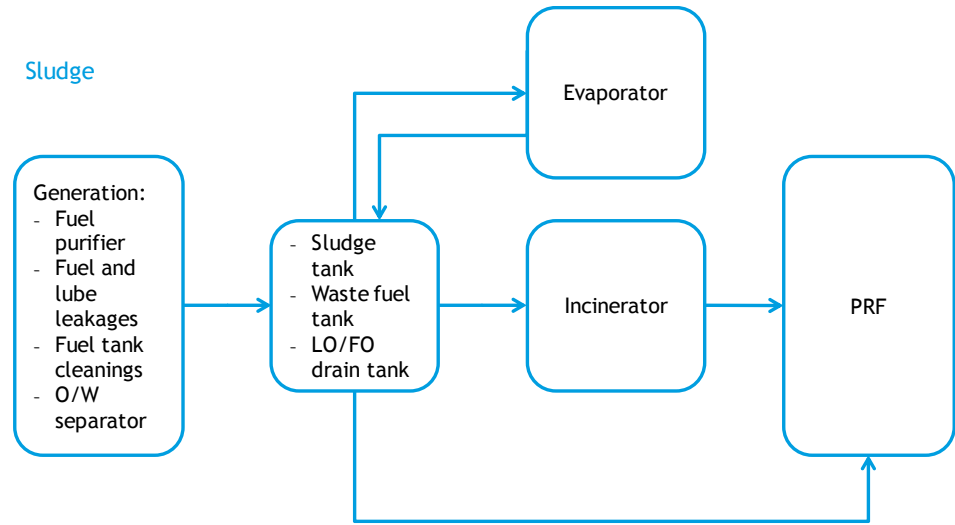 Sludge
Evaporator
Generation:
- Fuel
purifier
- Fuel and
lube
leakages
- Fuel tank
cleanings
- O/W
separator
- Sludge
tank
- Waste fuel
tank
- LO/FO
drain tank
Incinerator
PRF